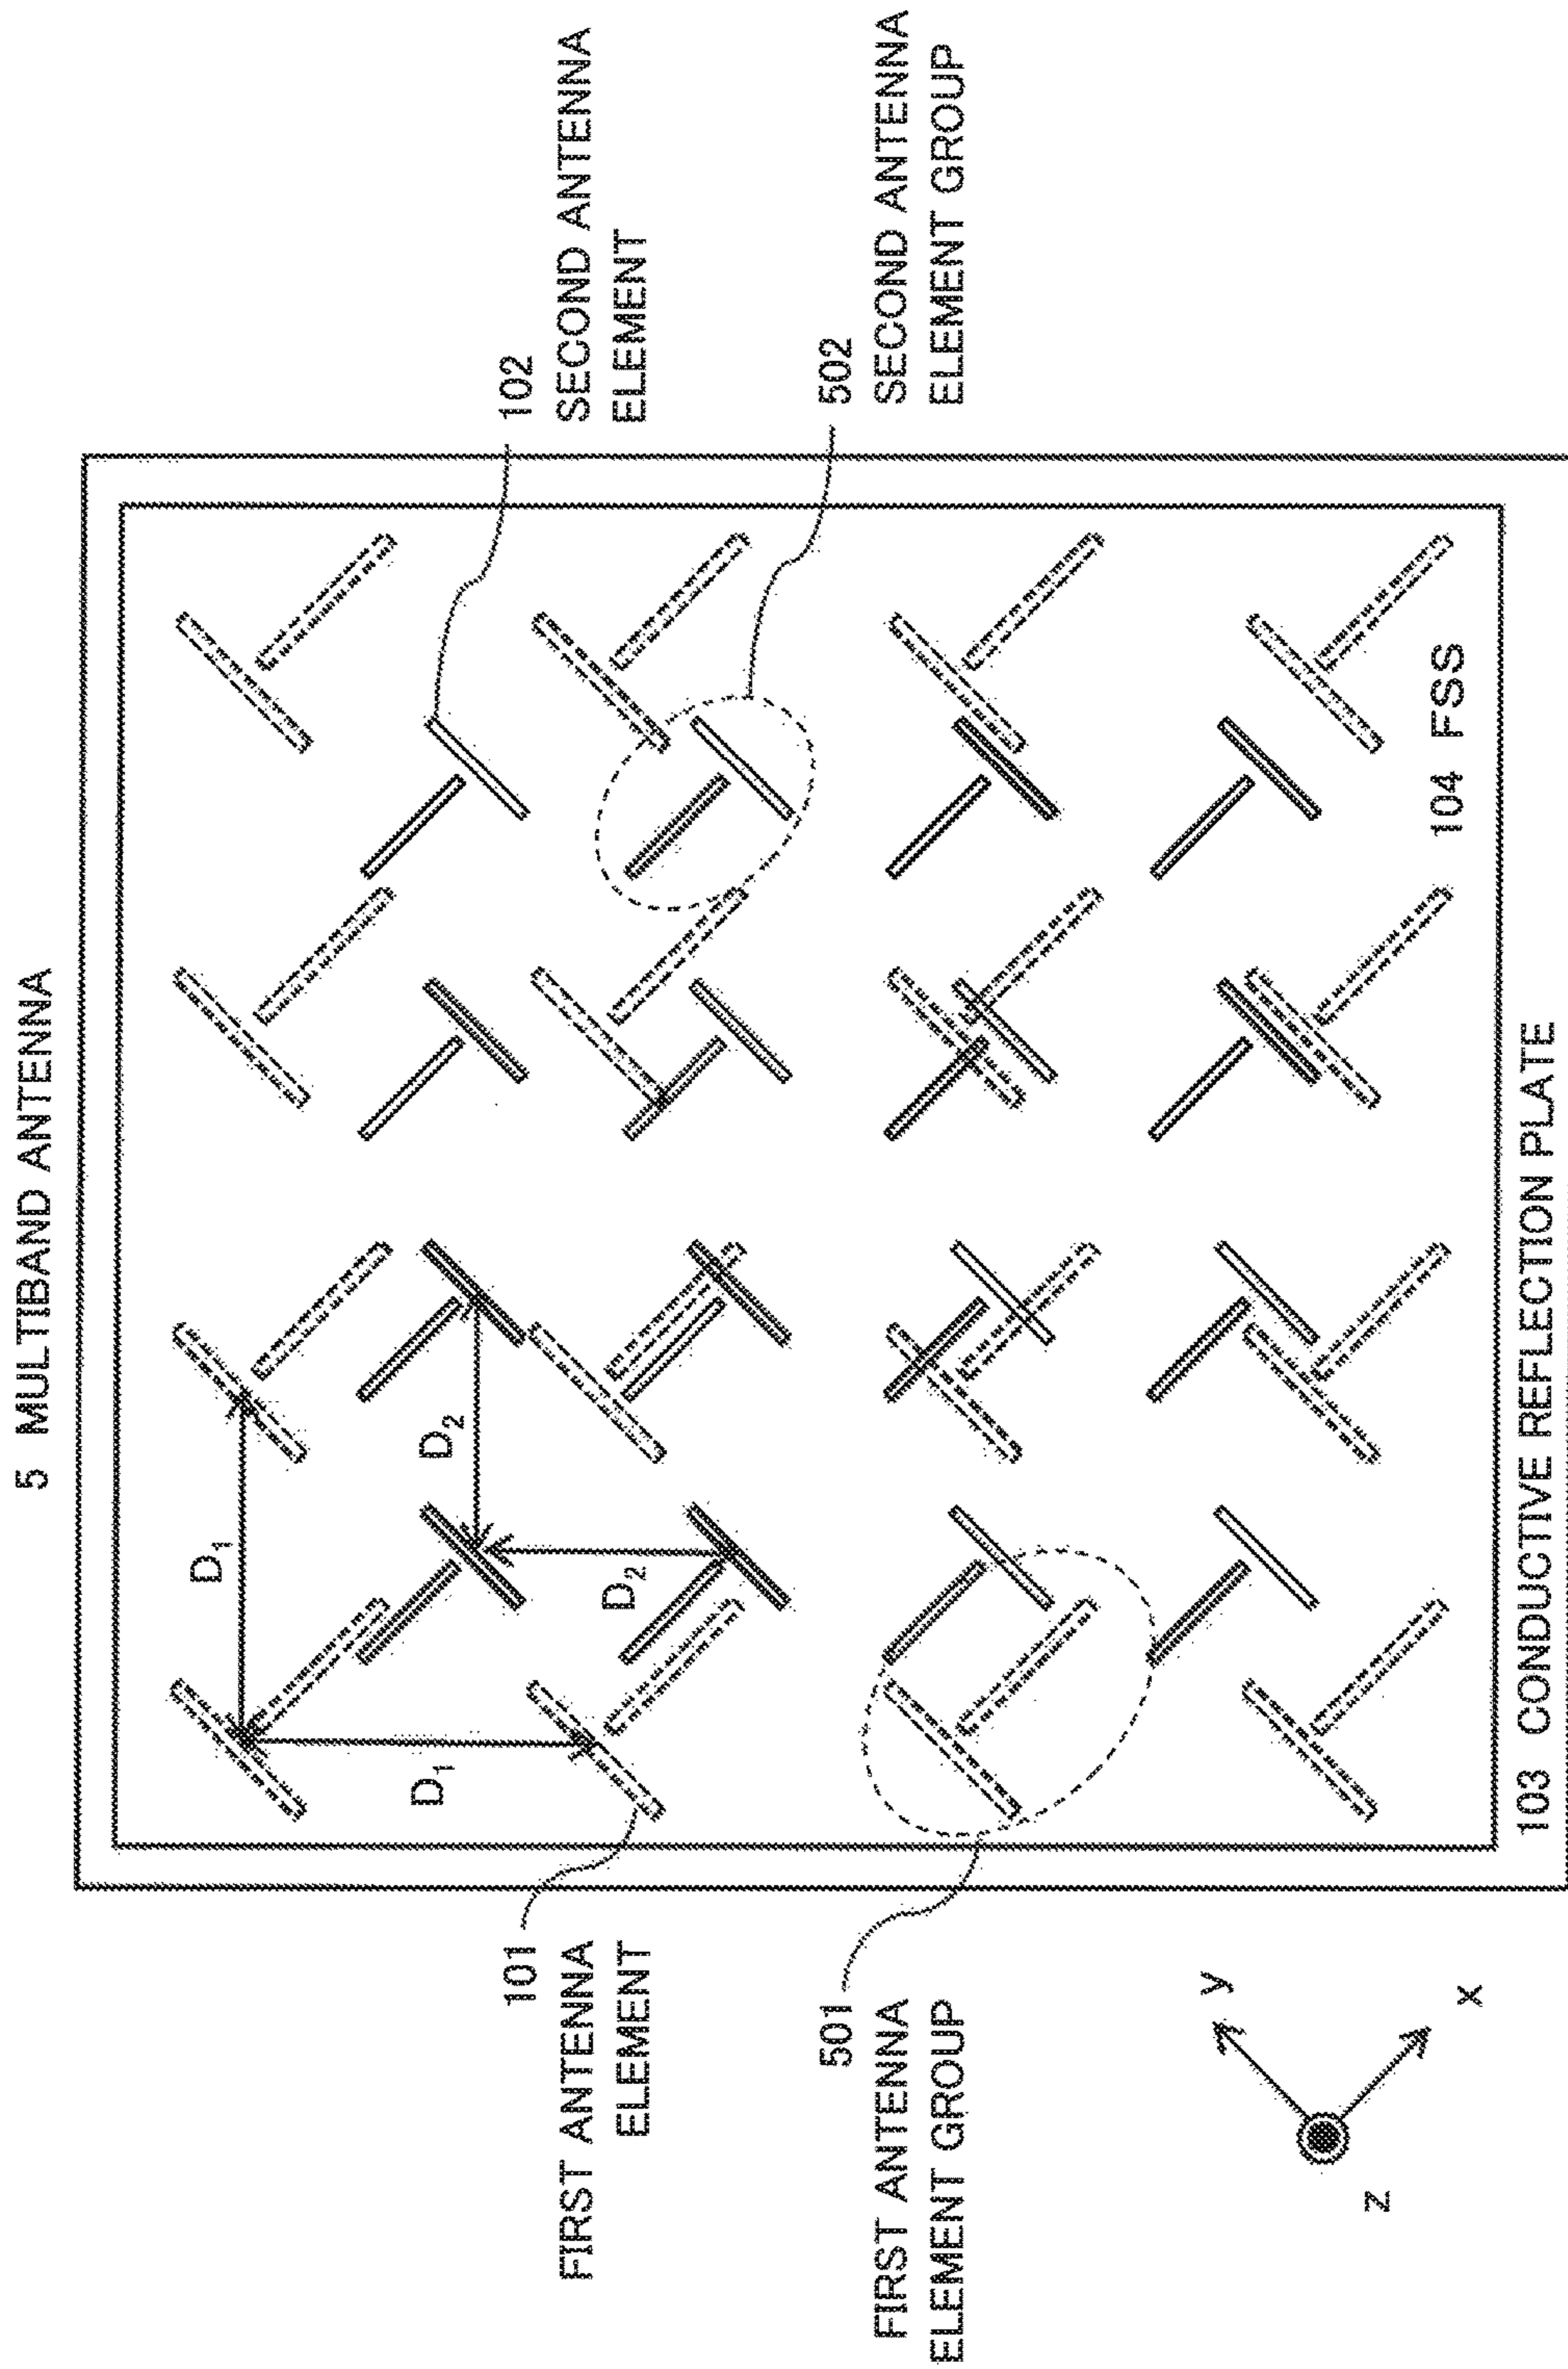 5 MULTIBAND ANTENNA
102
SECOND ANTENNA
ELEMENT
502
SECOND ANTENNA
ELEMENT GROUP
D1
D1
D2
D2
101
FIRST ANTENNA
ELEMENT
501
FIRST ANTENNA
ELEMENT GROUP
104 FSS
103 CONDUCTIVE REFLECTION PLATE
y
x
z